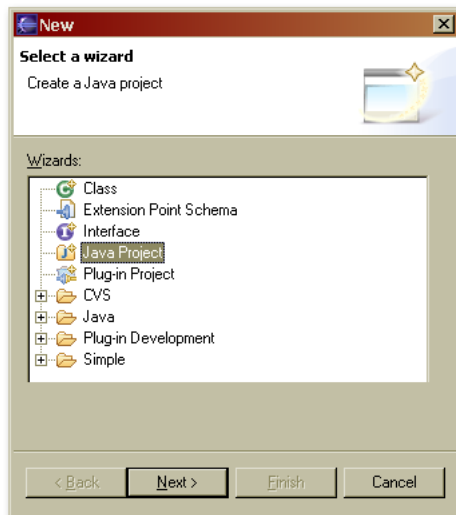 New
Select a wizard
Create a Java project
Wizards:
Class
Extension Point Schema
Interface
Java Project
Plug-in Project
CVS
Java
Plug-in Development
Simple
< Back Next > Finish Cancel